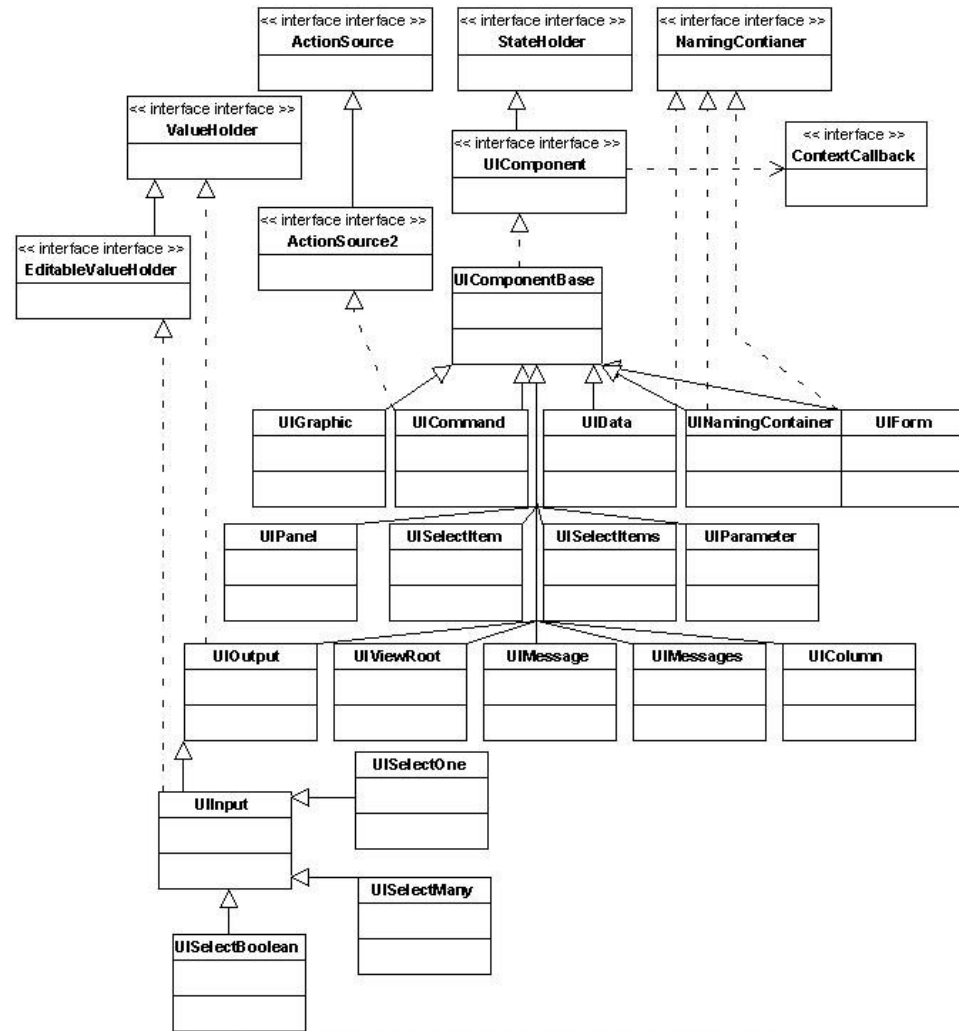 << interface interface >>
ActionSource
<< interface interface >>
StateHolder
<< interface interface >>
NamingContianer
<< interface interface >>
ValueHolder
<< interface interface >>
UIComponent
<< interface >>
ContextCallback
<< interface interface >>
EditableValueHolder
<< interface interface >>
ActionSource2
UIComponentBase
UIGraphic
UICommand
UIData
UINamingContainer
UIForm
UIPanel
UISelectItem
UISelectItems
UIParameter
UIOutput
UIViewRoot
UIMessage
UIMessages
UIColumn
UISelectOne
UIInput
UISelectMany
UISelectBoolean